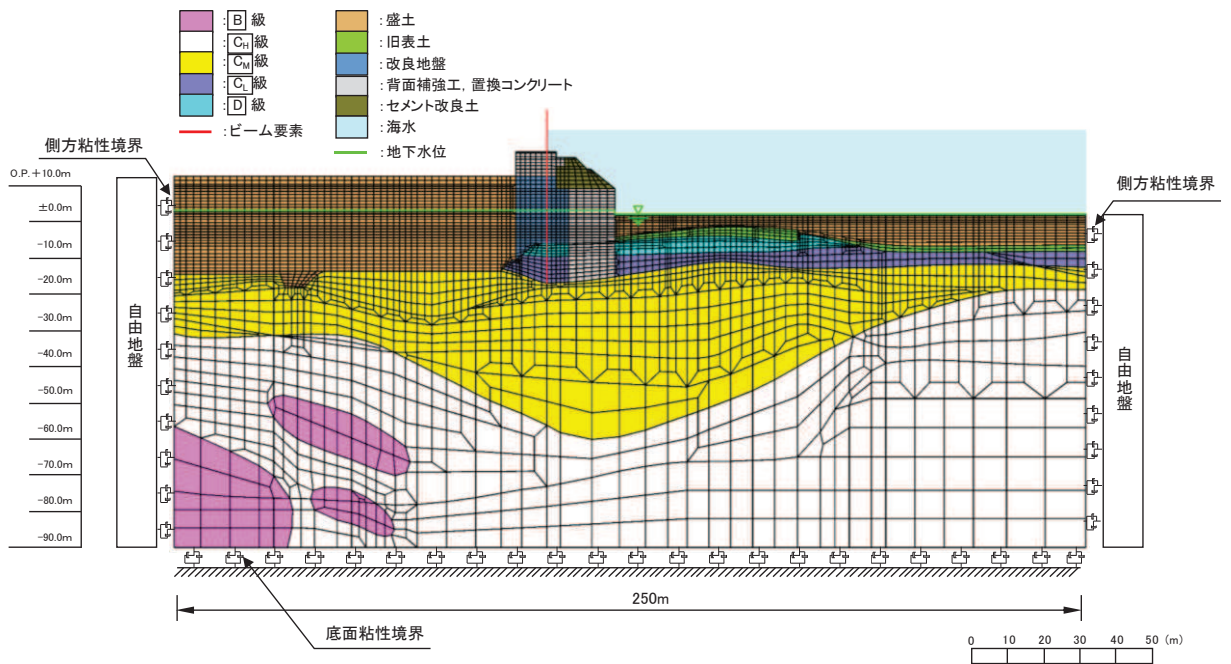 :B級
:CH級
:CM級
:CL級
:D級
:ビーム要素
:盛土
:旧表土
:改良地盤
:背面補強工，置換コンクリート
:セメント改良土
:海水
:地下水位
側方粘性境界
側方粘性境界
O.P.+10.0m
±0.0m
-10.0m
-20.0m
-30.0m
-40.0m
-50.0m
-60.0m
-70.0m
-80.0m
-90.0m
自由地盤
自由地盤
250m
底面粘性境界
0 10 20 30 40 50 (m)